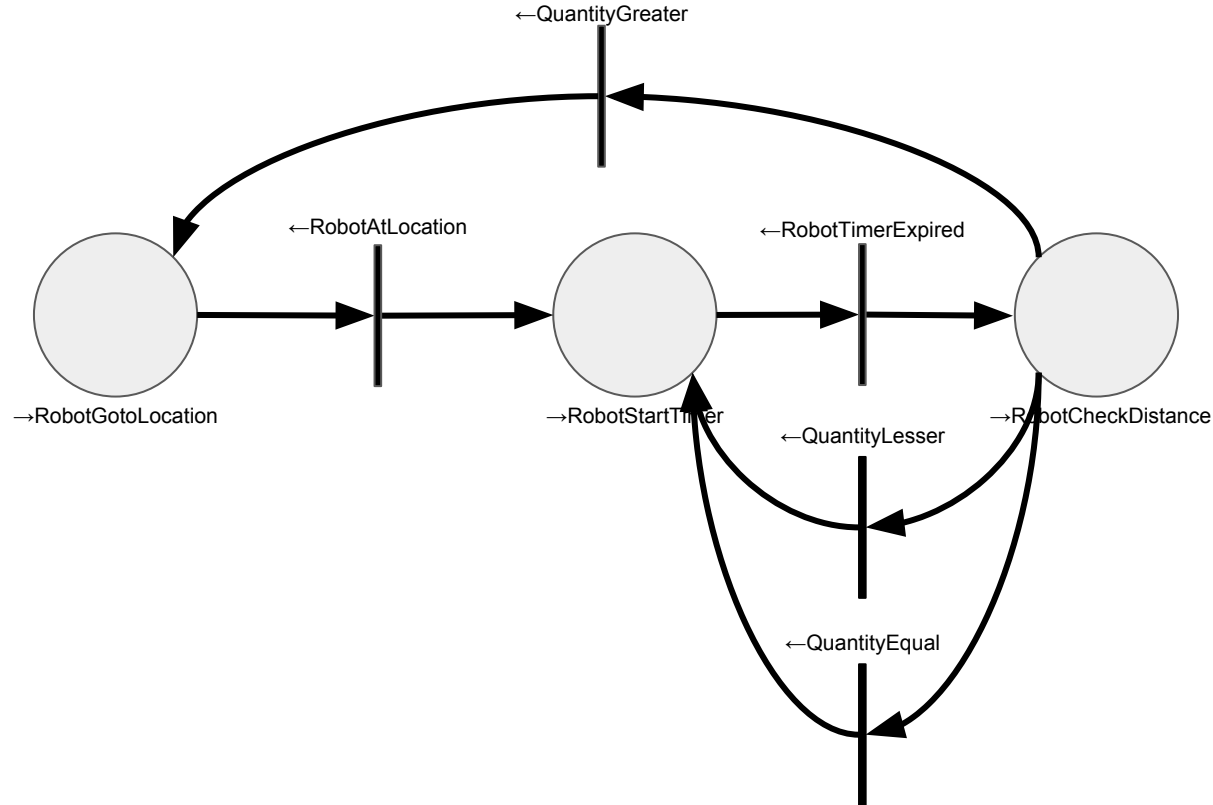 ←QuantityGreater
←RobotAtLocation
←RobotTimerExpired
→RobotGotoLocation
→RobotStartTimer
→RobotCheckDistance
←QuantityLesser
←QuantityEqual